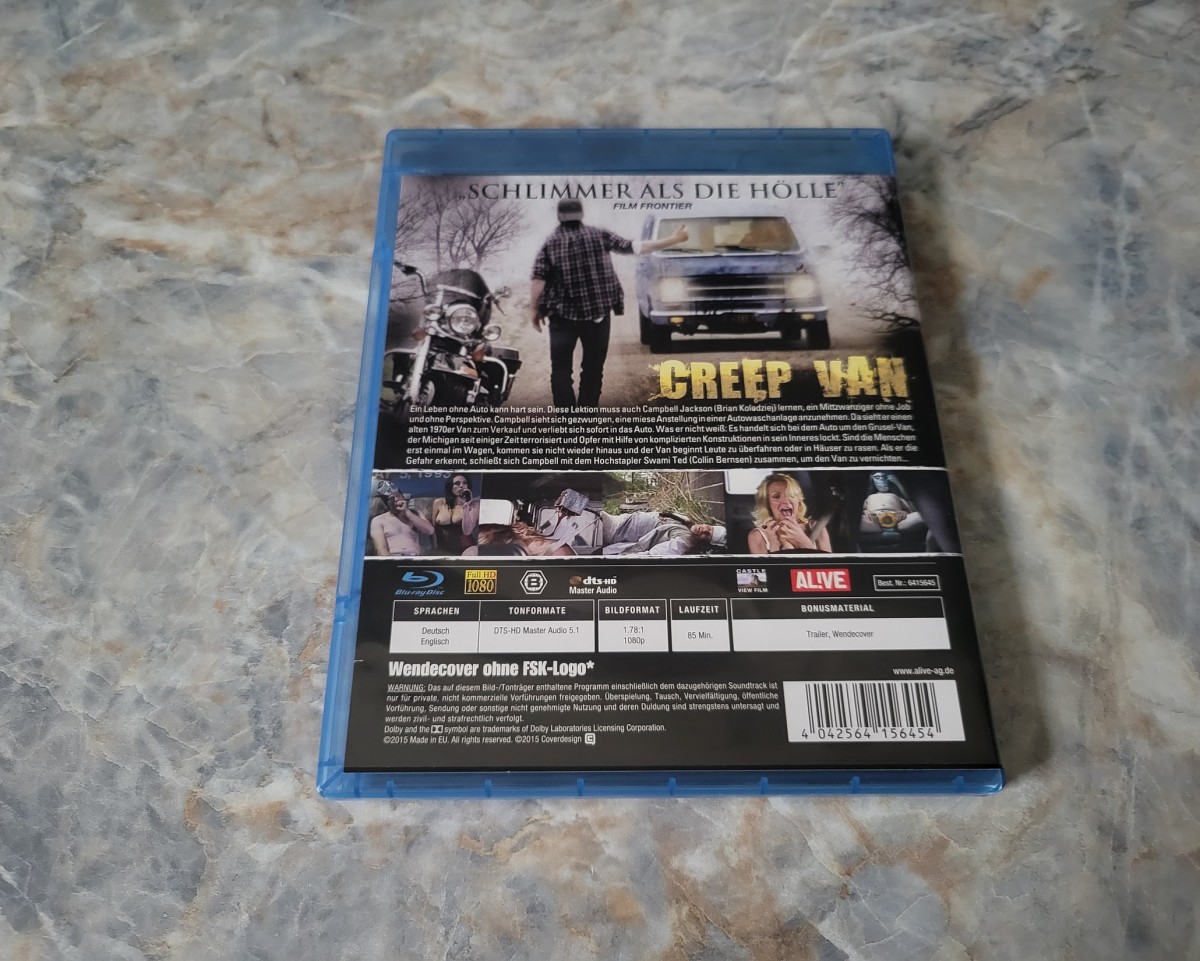 „SCHLIMMER ALS DIE HÖLLE"
FILM FRONTIER
CREEP VAN
Ein Leben ohne Auto kann hart sein. Diese Lektion muss auch Campbell Jackson (Brian Kolodziej) lernen, ein Mittzwanziger ohne Job
und ohne Perspektive. Campbell sieht sich gezwungen, eine miese Anstellung in einer Autowaschanlage anzunehmen. Da sieht er einen
alten 1970er Van zum Verkauf und verliebt sich sofort in das Auto. Was er nicht weiß: Es handelt sich bei dem Auto um den Grusel-Van,
der Michigan seit einiger Zeit terrorisiert und Opfer mit Hilfe von komplizierten Konstruktionen in sein Inneres lockt. Sind die Menschen
erst einmal im Wagen, kommen sie nicht wieder hinaus und der Van beginnt Leute zu überfahren oder in Häuser zu rasen. Als er die
Gefahr erkennt, schließt sich Campbell mit dem Hochstapler Swami Ted (Collin Bernsen) zusammen, um den Van zu vernichten...
Blu-ray Disc
Full HD
1080
B
dts-HD
Master Audio
CASTLE
VIEW FILM
AL!VE
Best. Nr.: 6415645
SPRACHEN TONFORMATE BILDFORMAT LAUFZEIT BONUSMATERIAL
Deutsch
Englisch
DTS-HD Master Audio 5.1
1.78:1
1080p
85 Min.
Trailer, Wendecover
Wendecover ohne FSK-Logo*
www.alive-ag.de
WARNUNG: Das auf diesem Bild-/Tonträger enthaltene Programm einschließlich dem dazugehörigen Soundtrack ist
nur für private, nicht kommerzielle Vorführungen freigegeben. Überspielung, Tausch, Vervielfältigung, öffentliche
Vorführung, Sendung oder sonstige nicht genehmigte Nutzung und deren Duldung sind strengstens untersagt und
werden zivil- und strafrechtlich verfolgt.
Dolby and the symbol are trademarks of Dolby Laboratories Licensing Corporation.
©2015 Made in EU. All rights reserved. ©2015 Coverdesign
4 042564 156454